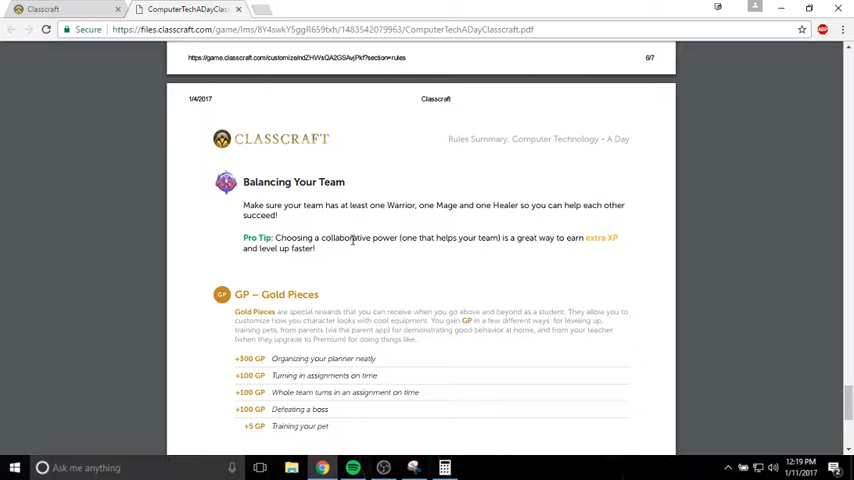 Classcraft
ComputerTechADayClass
Secure
https://files.classcraft.com/game/lms/8Y4swkY5ggR659txh/1483542079963/ComputerTechADayClasscraft.pdf
https://game.classcraft.com/customize/ndZHWsQA2GSAvjPkf?section=rules
6/7
1/4/2017
Classcraft
CLASSCRAFT
Rules Summary: Computer Technology - A Day
Balancing Your Team
Make sure your team has at least one Warrior, one Mage and one Healer so you can help each other
succeed!
Pro Tip: Choosing a collaborative power (one that helps your team) is a great way to earn extra XP
and level up faster!
GP
GP – Gold Pieces
Gold Pieces are special rewards that you can receive when you go above and beyond as a student. They allow you to
customize how you character looks with cool equipment. You gain GP in a few different ways: for leveling up,
training pets, from parents (via the parent app) for demonstrating good behavior at home, and from your teacher
(when they upgrade to Premium) for doing things like...
+300 GP Organizing your planner neatly
+100 GP Turning in assignments on time
+100 GP Whole team turns in an assignment on time
+100 GP Defeating a boss
+5 GP Training your pet
Ask me anything
12:19 PM
1/11/2017
2